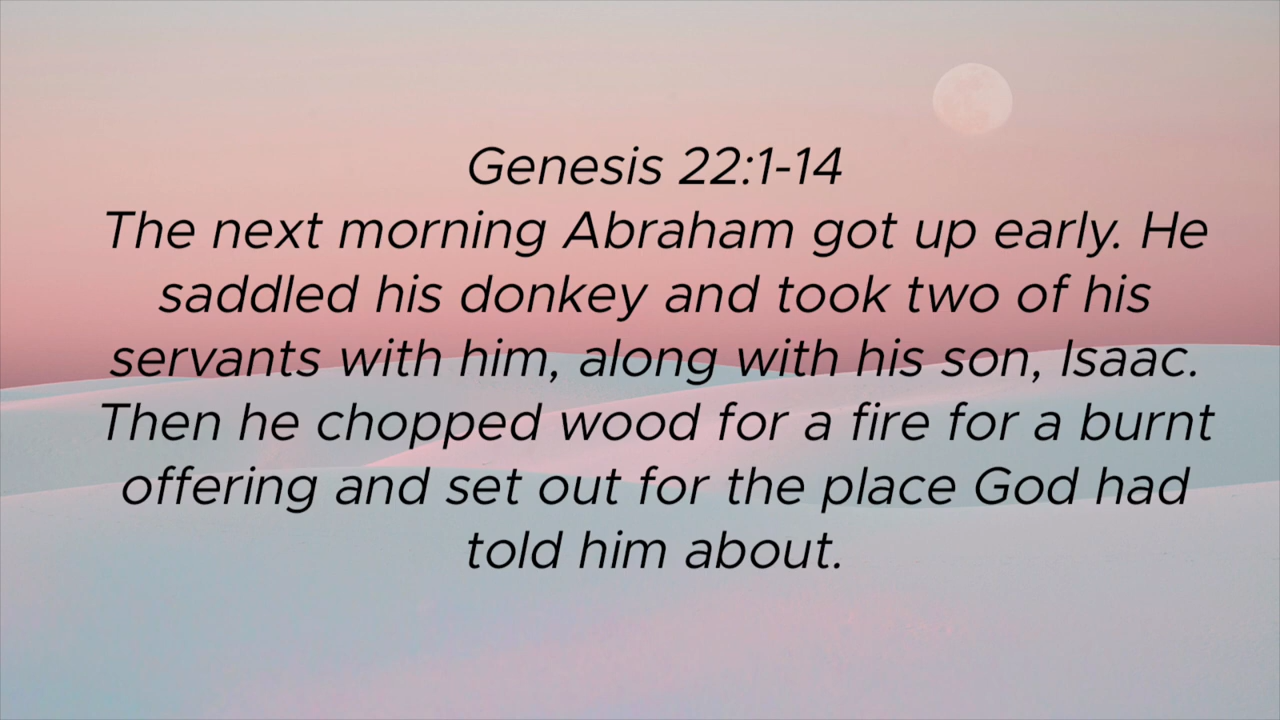 Genesis 22:1-14
The next morning Abraham got up early. He
saddled his donkey and took two of his
servants with him, along with his son, Isaac.
Then he chopped wood for a fire for a burnt
offering and set out for the place God had
told him about.